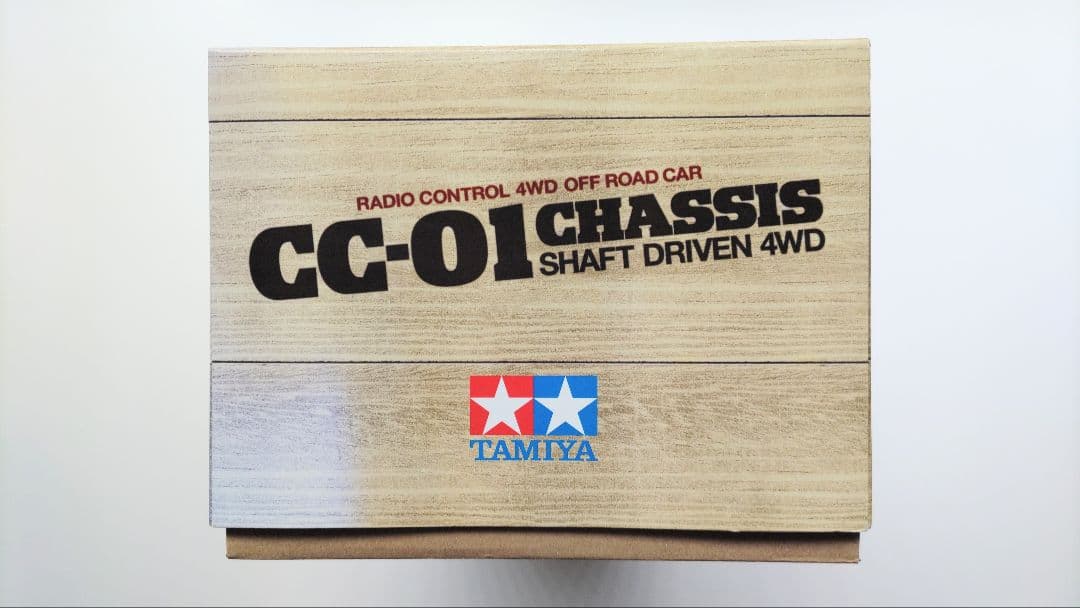 RADIO CONTROL 4WD OFF ROAD CAR
CC-01 CHASSIS
SHAFT DRIVEN 4WD
TAMIYA